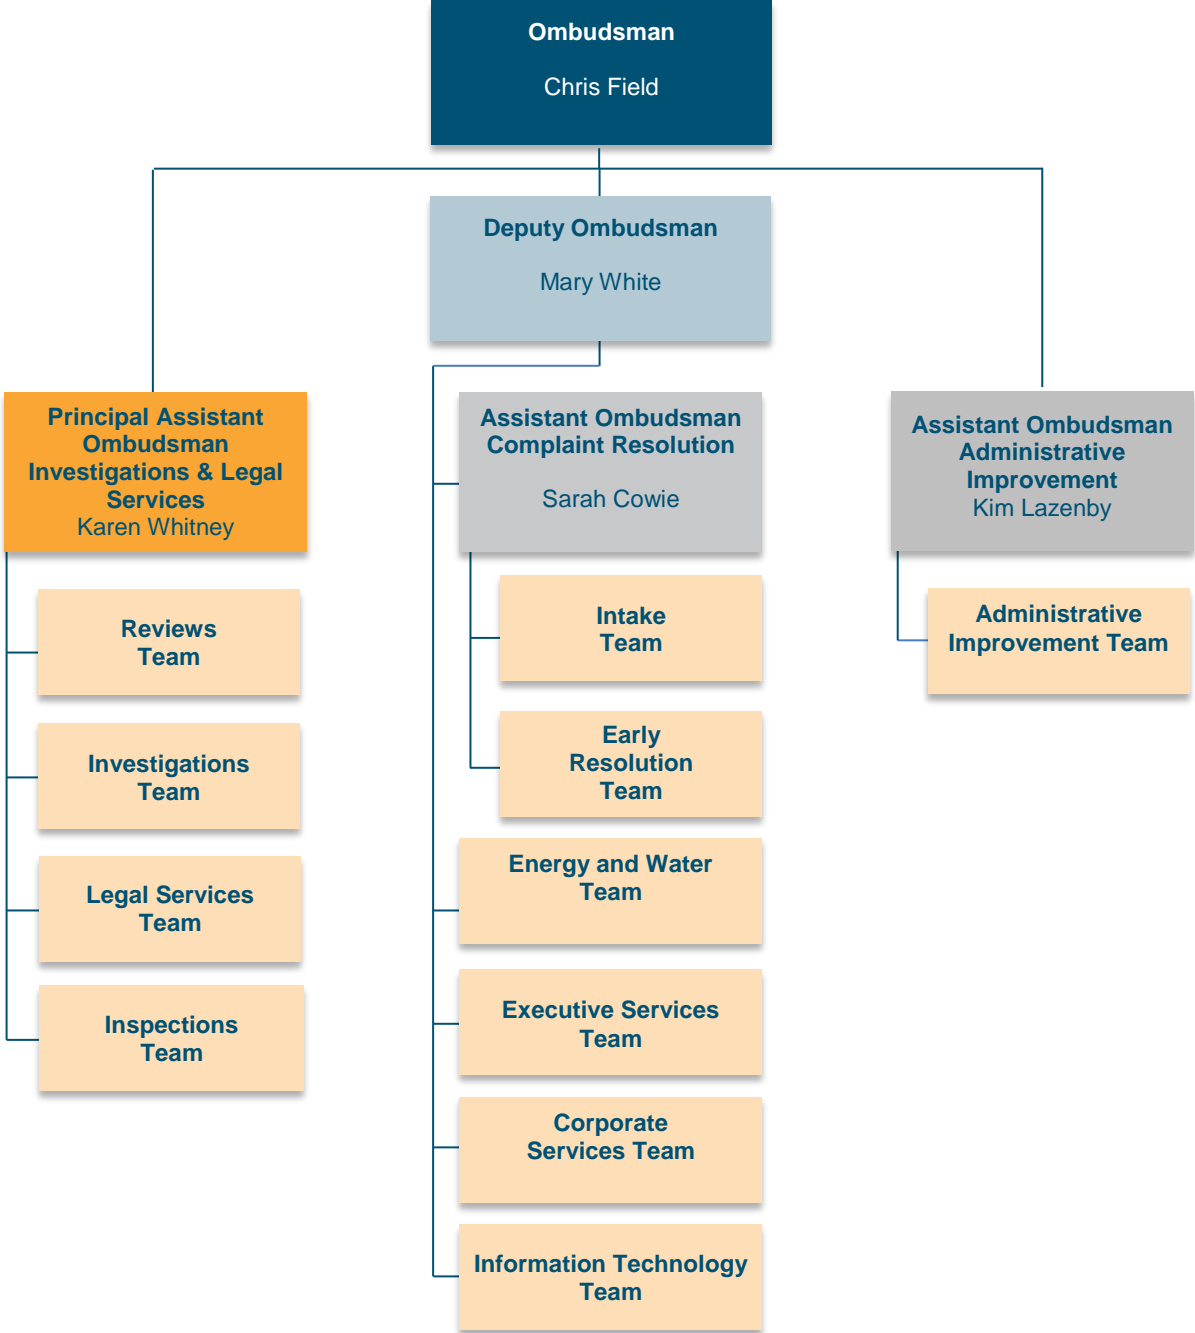 Ombudsman
Chris Field
Deputy Ombudsman
Mary White
Principal Assistant
Ombudsman
Investigations & Legal
Services
Karen Whitney
Reviews
Team
Investigations
Team
Legal Services
Team
Inspections
Team
Assistant Ombudsman
Complaint Resolution
Sarah Cowie
Intake
Team
Early
Resolution
Team
Energy and Water
Team
Executive Services
Team
Corporate
Services Team
Information Technology
Team
Assistant Ombudsman
Administrative
Improvement
Kim Lazenby
Administrative
Improvement Team